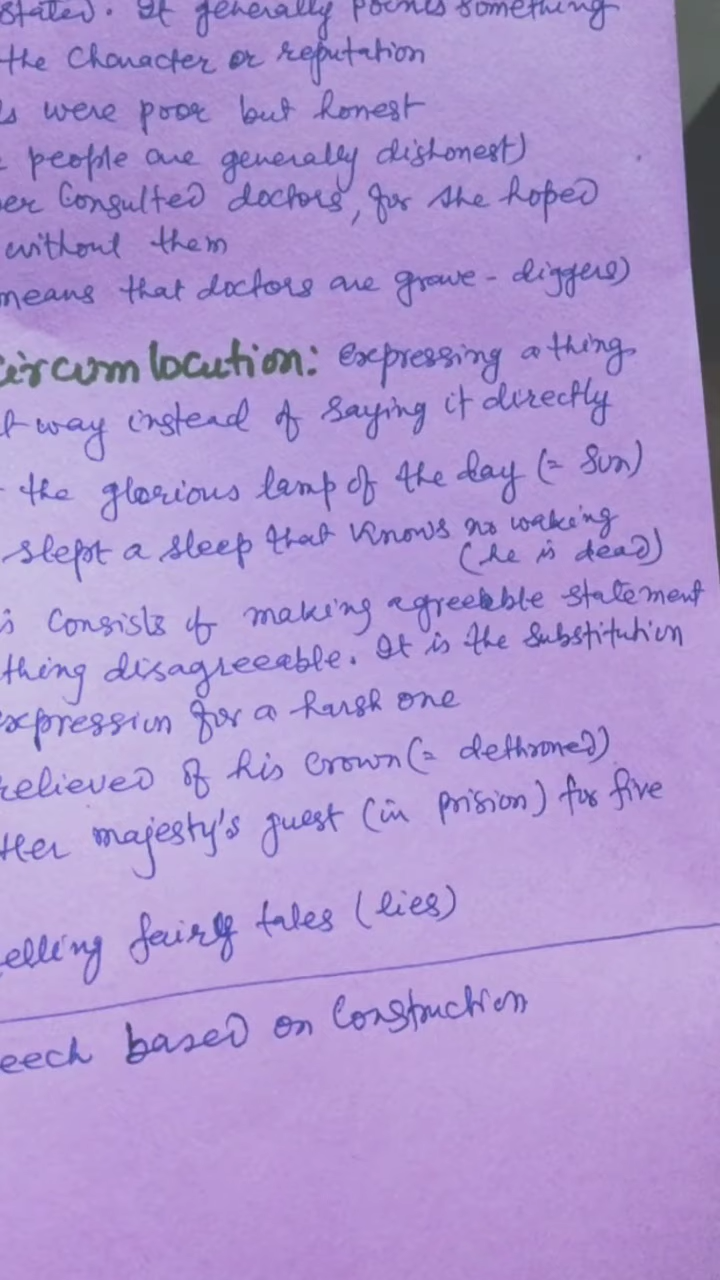 stated. It generally points something
the character or reputation
s were poor but honest
people are generally dishonest)
er Consulted doctors, for she hoped
without them
means that doctors are grave-diggers)
circumlocution: Expressing a thing
t way instead of saying it directly
the glorious lamp of the day (= Sun)
slept a sleep that knows no waking
(he is dead)
s consists of making agreeable statement
thing disagreeable. It is the substitution
expression for a harsh one
relieved of his crown (= dethroned)
Her majesty's guest (in prision) for five
elling fairy tales (lies)
eech based on Construction